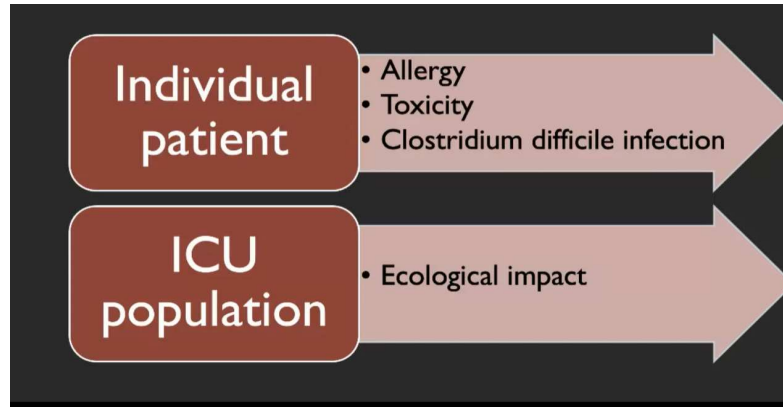 Individual
patient
• Allergy
• Toxicity
• Clostridium difficile infection
ICU
population
• Ecological impact